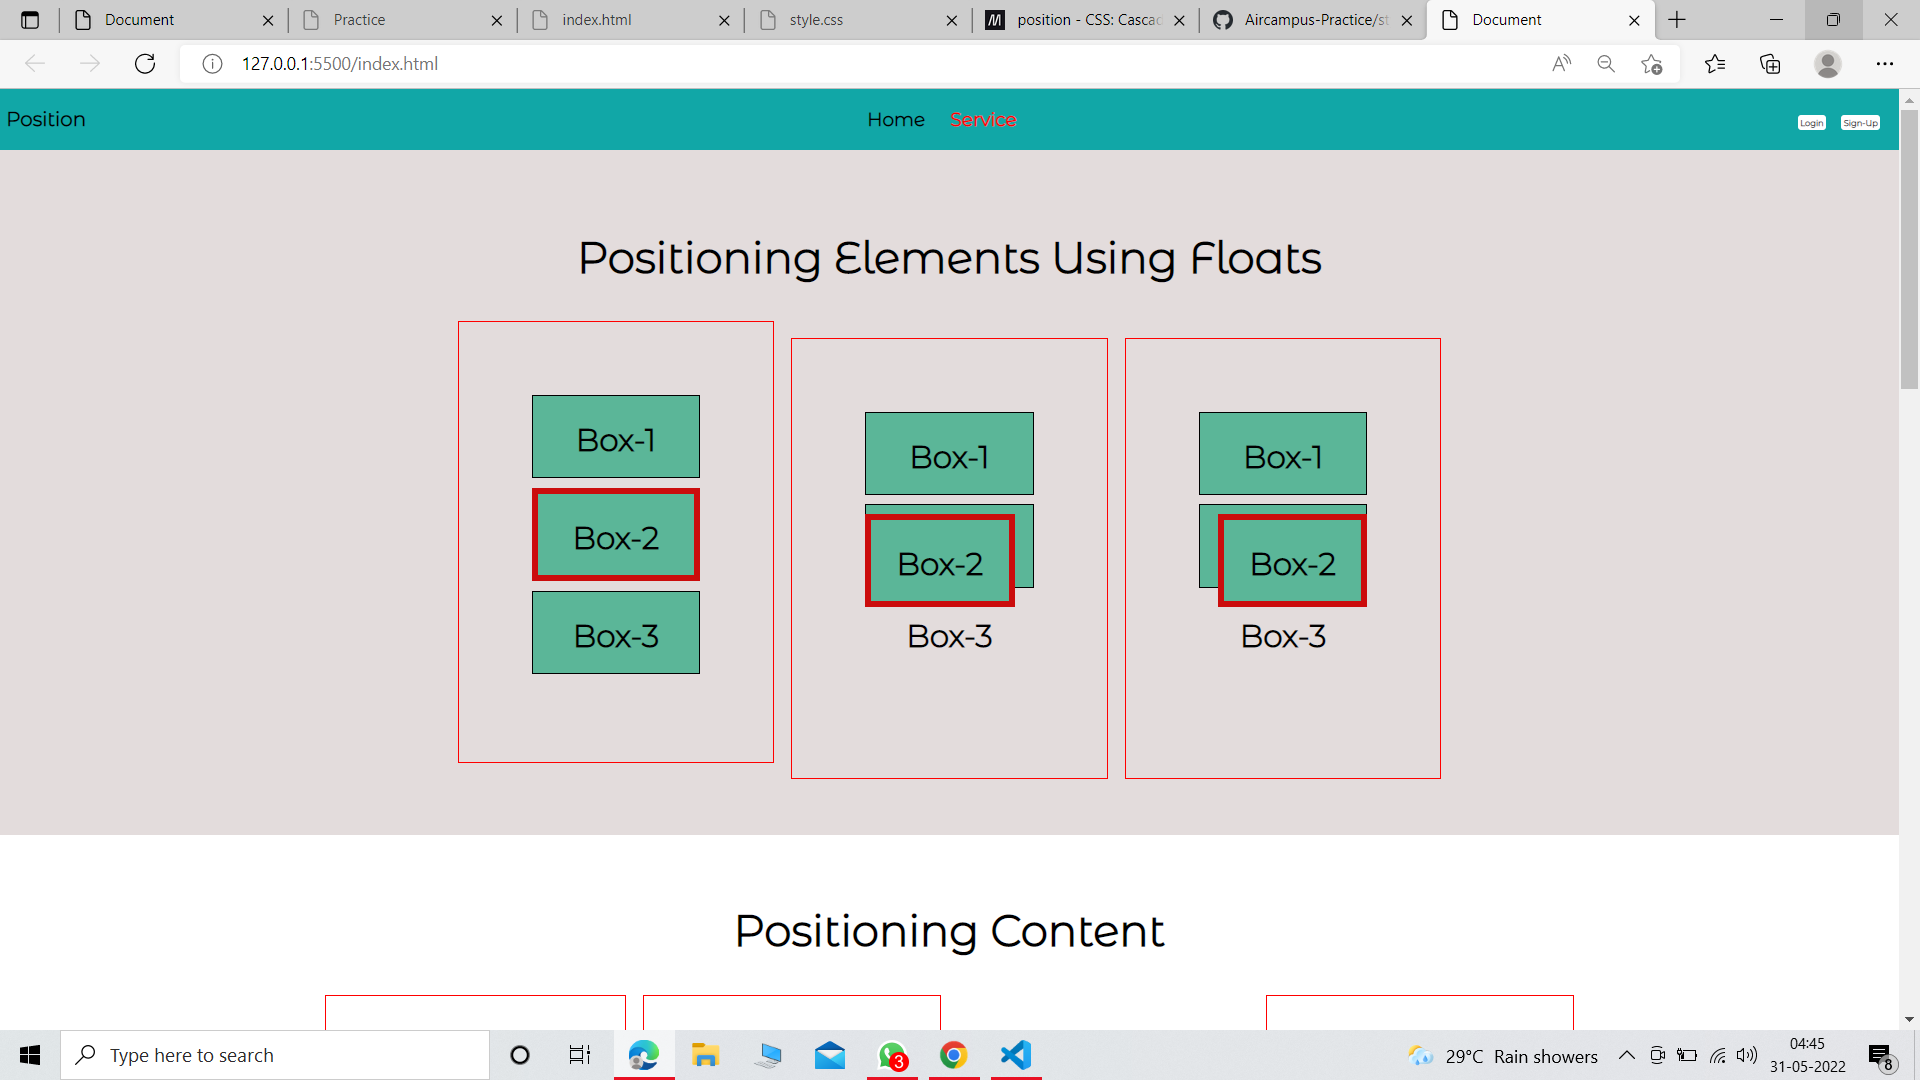 Document Practice index.html style.css position - CSS: Casca Aircampus-Practice/st Document
127.0.0.1:5500/index.html
Position Home Service Login Sign-Up
Positioning Elements Using Floats
Box-1 Box-1 Box-1
Box-2 Box-2 Box-2
Box-3 Box-3 Box-3
Positioning Content
Type here to search 3 29°C Rain showers 04:45
31-05-2022 8